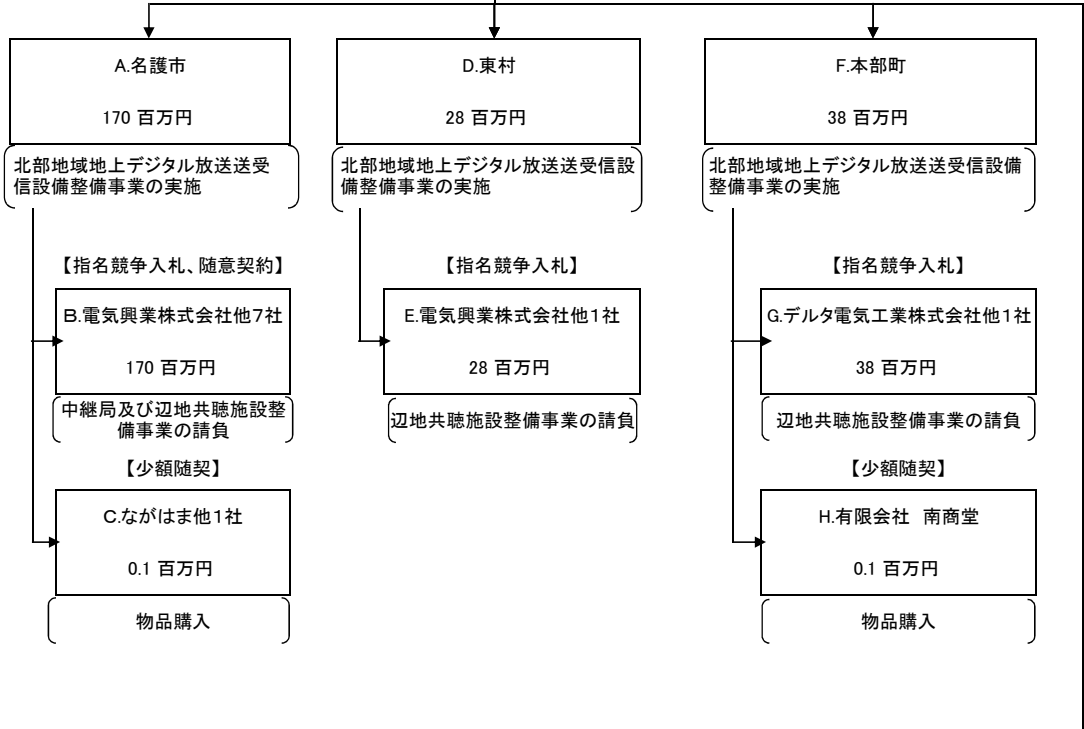 A.名護市
170 百万円
北部地域地上デジタル放送送受
信設備整備事業の実施
【指名競争入札、随意契約】
B.電気興業株式会社他７社
170 百万円
中継局及び辺地共聴施設整
備事業の請負
【少額随契】
C.ながはま他１社
0.1 百万円
物品購入
D.東村
28 百万円
北部地域地上デジタル放送送受信設
備整備事業の実施
【指名競争入札】
E.電気興業株式会社他１社
28 百万円
辺地共聴施設整備事業の請負
F.本部町
38 百万円
北部地域地上デジタル放送送受信設備
整備事業の実施
【指名競争入札】
G.デルタ電気工業株式会社他１社
38 百万円
辺地共聴施設整備事業の請負
【少額随契】
H.有限会社　南商堂
0.1 百万円
物品購入